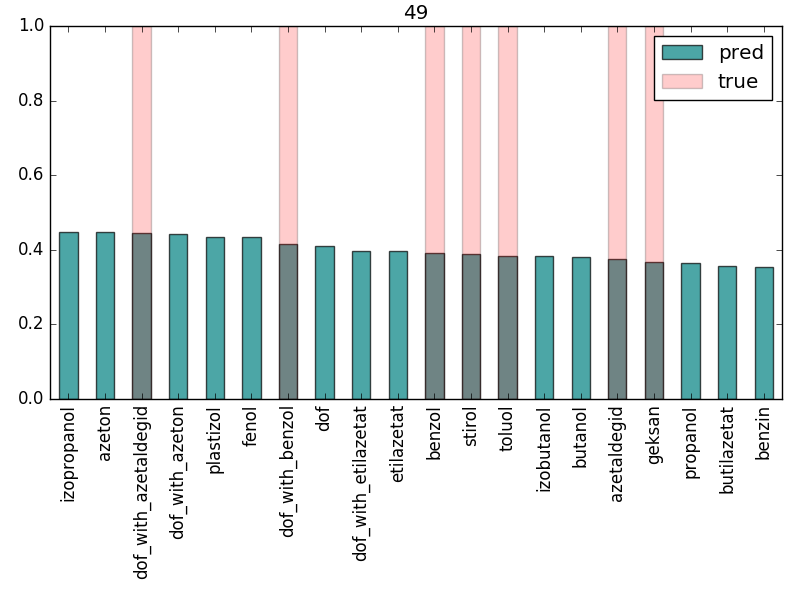 49
1.0
0.8
0.6
0.4
0.2
0.0
pred
true
izopropanol
azeton
dof_with_azetaldegid
dof_with_azeton
plastizol
fenol
dof_with_benzol
dof
dof_with_etilazetat
etilazetat
benzol
stirol
toluol
izobutanol
butanol
azetaldegid
geksan
propanol
butilazetat
benzin